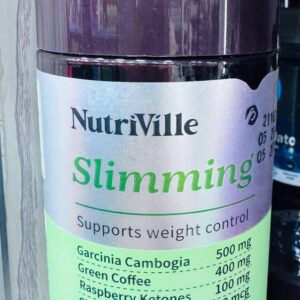 NutriVille
Slimming
Supports weight control
Garcinia Cambogia 500 mg
Green Coffee 400 mg
Raspberry Ketones 100 mg